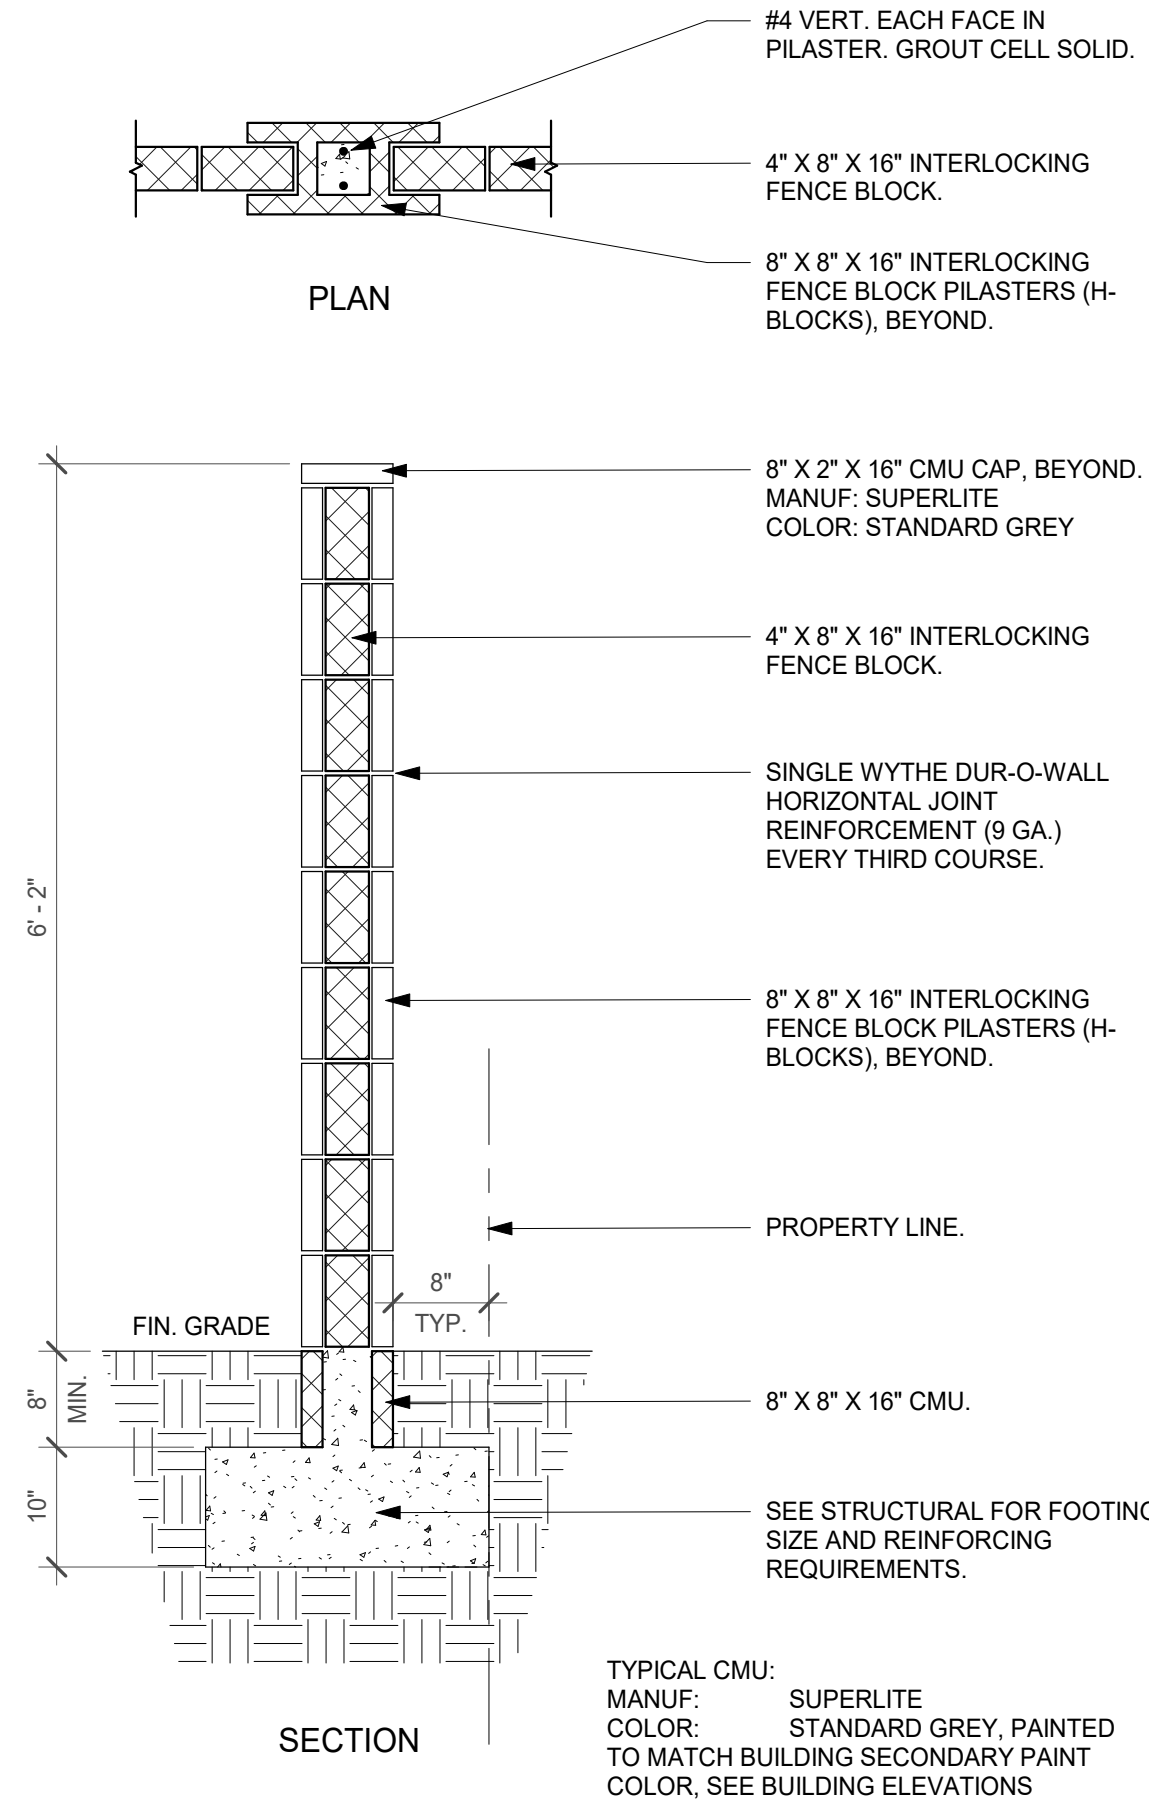 #4 VERT. EACH FACE IN
PILASTER. GROUT CELL SOLID.
4" X 8" X 16" INTERLOCKING
FENCE BLOCK.
8" X 8" X 16" INTERLOCKING
FENCE BLOCK PILASTERS (H-
BLOCKS), BEYOND.
PLAN
8" X 2" X 16" CMU CAP, BEYOND.
MANUF: SUPERLITE
COLOR: STANDARD GREY
4" X 8" X 16" INTERLOCKING
FENCE BLOCK.
SINGLE WYTHE DUR-O-WALL
HORIZONTAL JOINT
REINFORCEMENT (9 GA.)
EVERY THIRD COURSE.
6' - 2"
8" X 8" X 16" INTERLOCKING
FENCE BLOCK PILASTERS (H-
BLOCKS), BEYOND.
PROPERTY LINE.
8"
TYP.
FIN. GRADE
8"
MIN.
8" X 8" X 16" CMU.
10"
SEE STRUCTURAL FOR FOOTING
SIZE AND REINFORCING
REQUIREMENTS.
TYPICAL CMU:
MANUF: SUPERLITE
COLOR: STANDARD GREY, PAINTED
TO MATCH BUILDING SECONDARY PAINT
COLOR, SEE BUILDING ELEVATIONS
SECTION